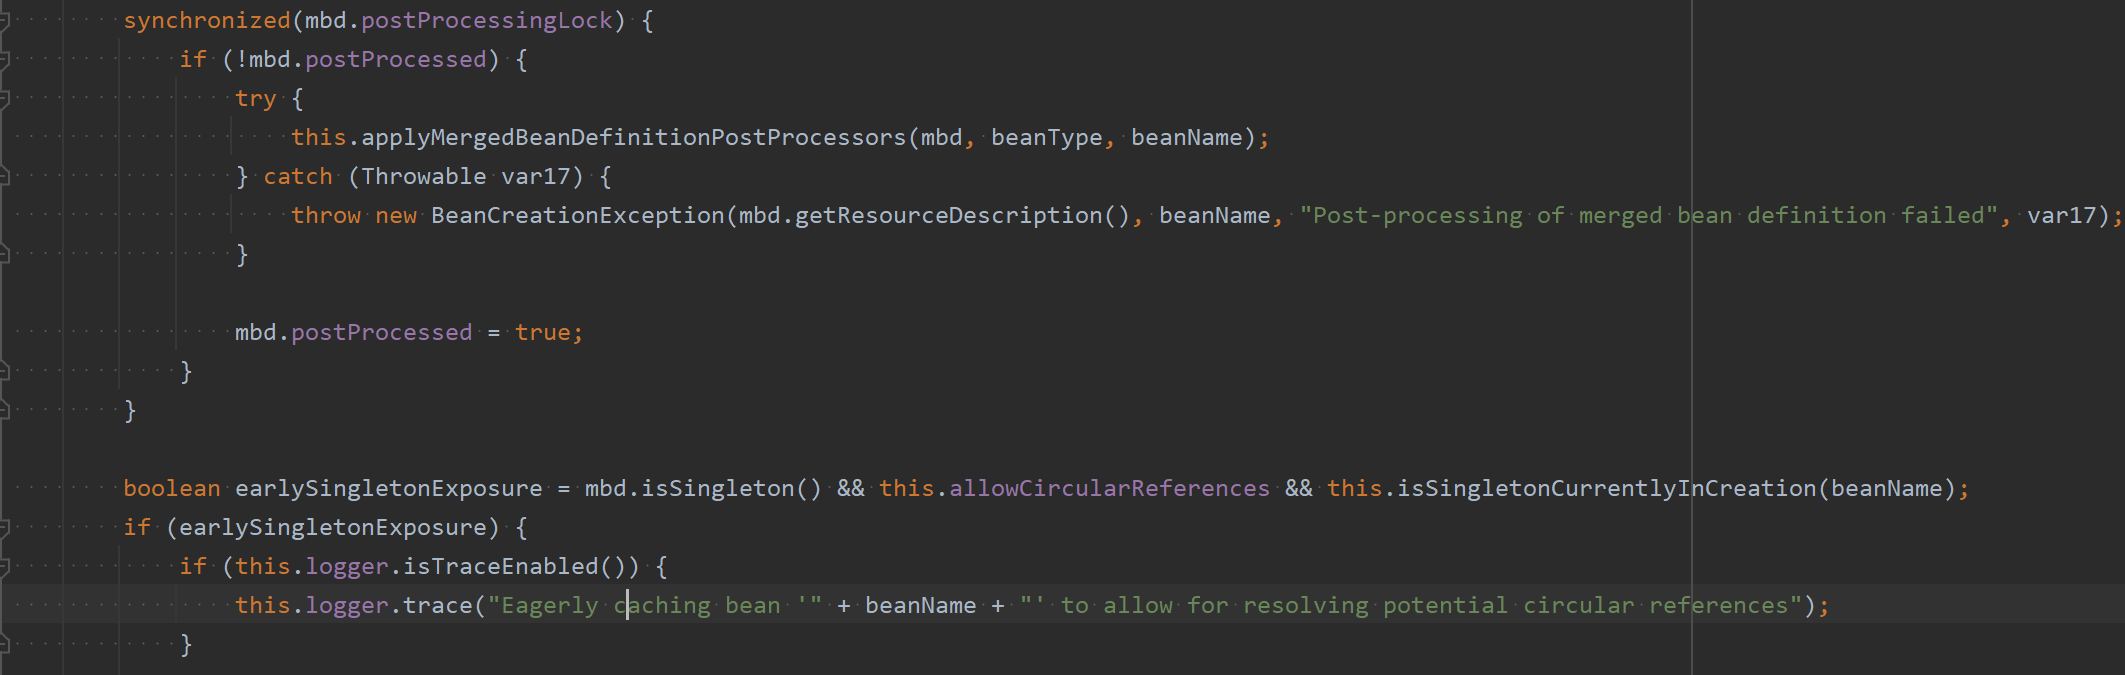 synchronized(mbd.postProcessingLock) {
if (!mbd.postProcessed) {
try {
this.applyMergedBeanDefinitionPostProcessors(mbd, beanType, beanName);
} catch (Throwable var17) {
throw new BeanCreationException(mbd.getResourceDescription(), beanName, "Post-processing of merged bean definition failed", var17);
}
mbd.postProcessed = true;
}
}
boolean earlySingletonExposure = mbd.isSingleton() && this.allowCircularReferences && this.isSingletonCurrentlyInCreation(beanName);
if (earlySingletonExposure) {
if (this.logger.isTraceEnabled()) {
this.logger.trace("Eagerly caching bean '" + beanName + "' to allow for resolving potential circular references");
}